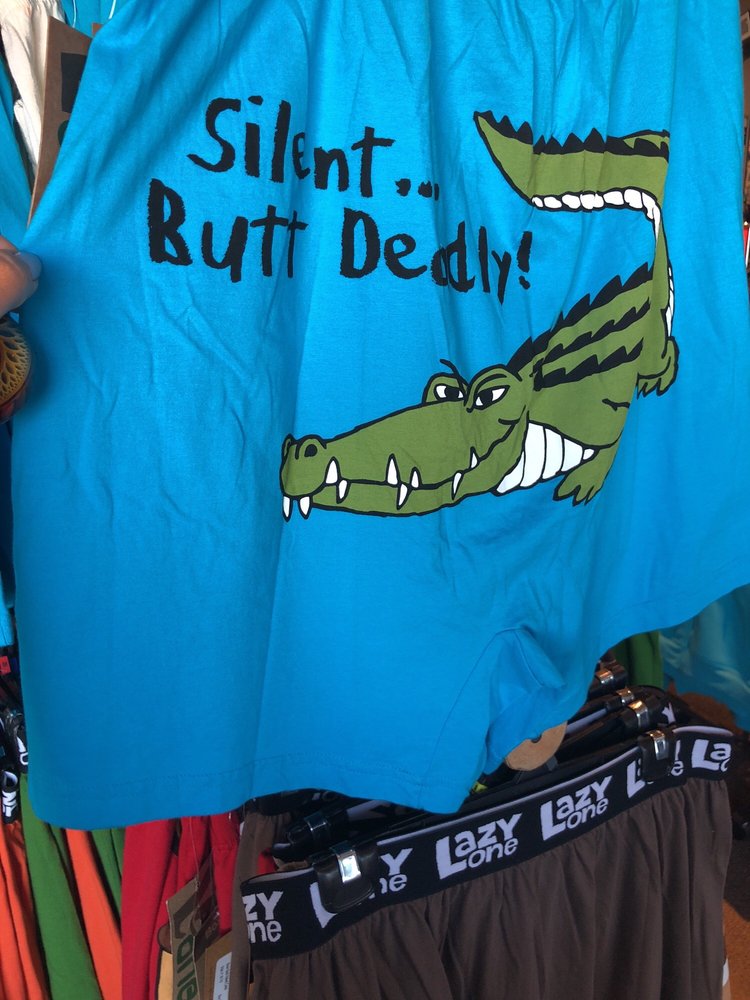 Silent...
Butt Deadly!
LAZY
one
LAZY
one
LAZY
one